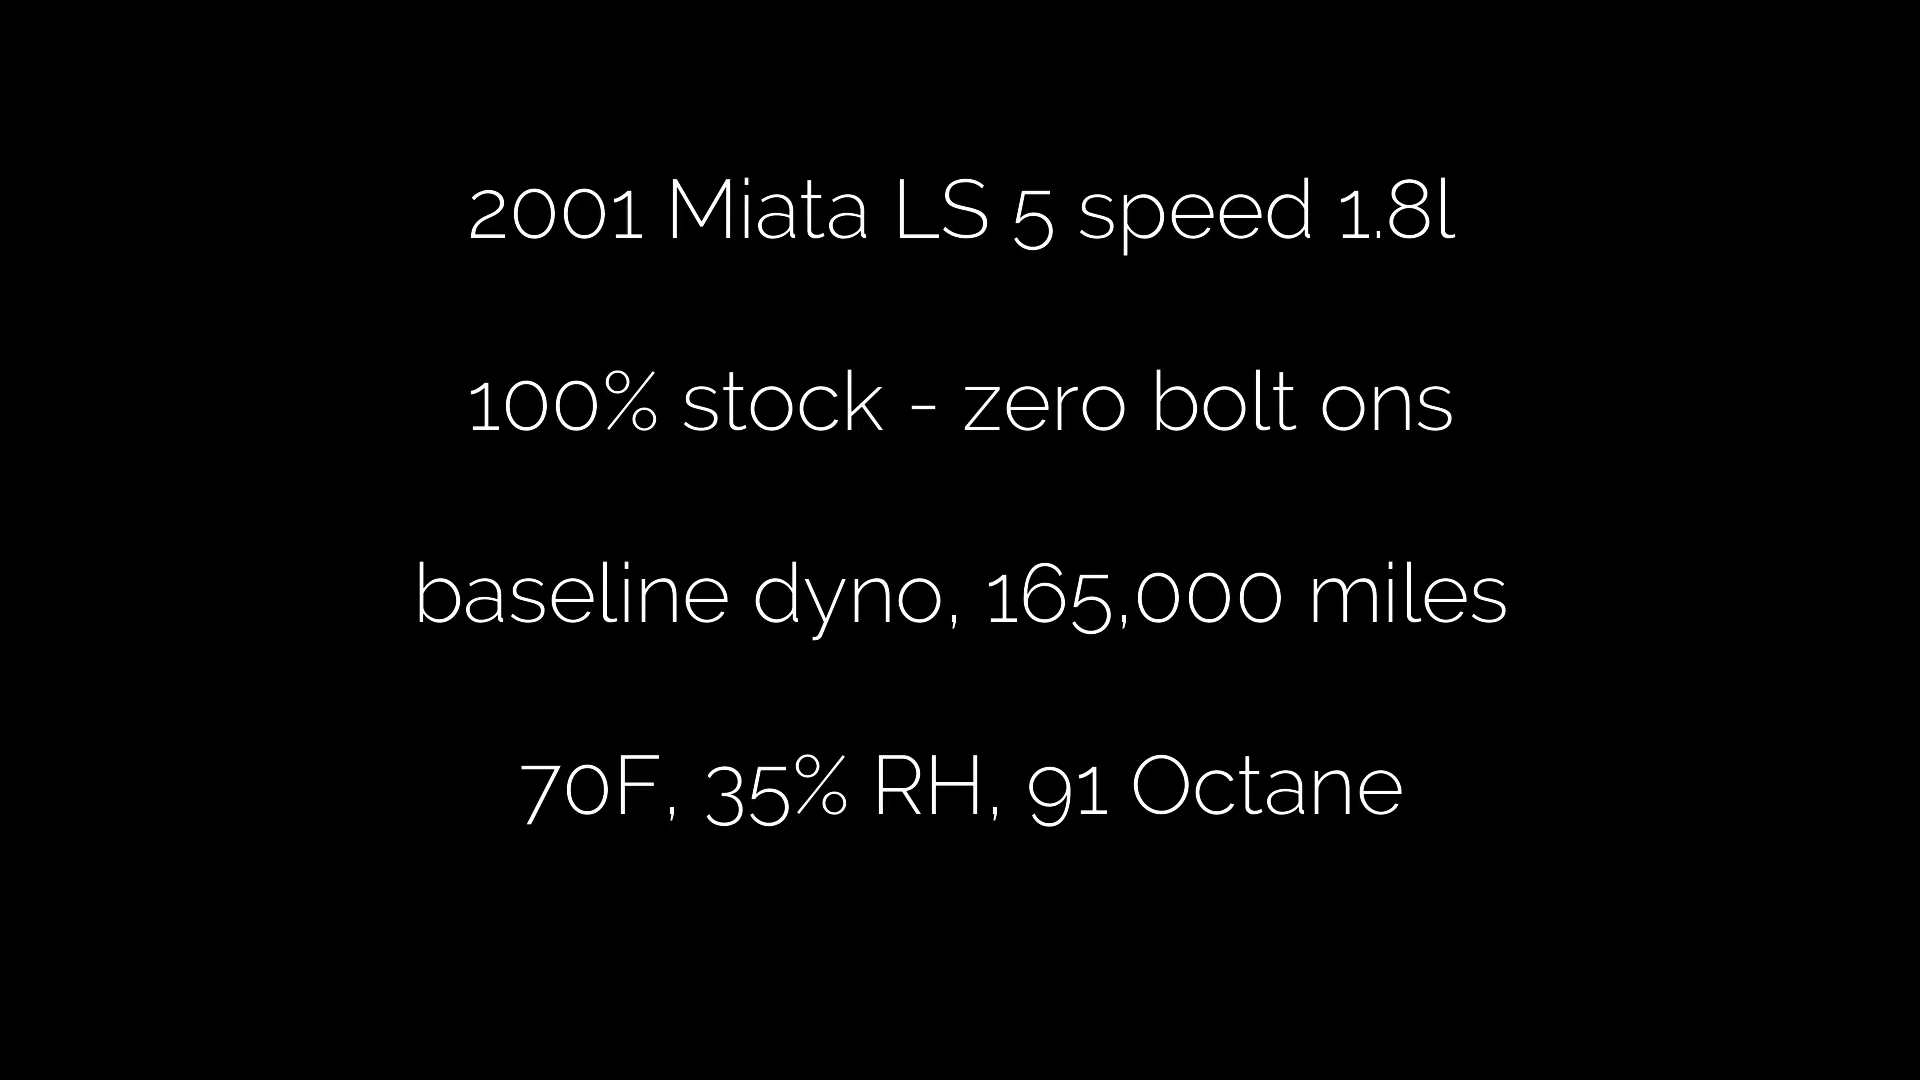 2001 Miata LS 5 speed 1.8l
100% stock - zero bolt ons
baseline dyno, 165,000 miles
70F, 35% RH, 91 Octane